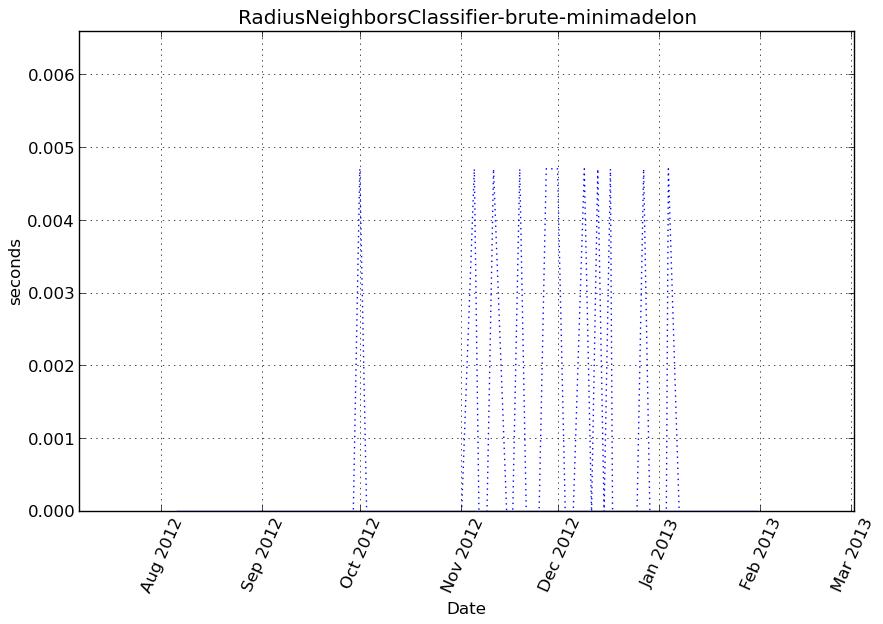 RadiusNeighborsClassifier-brute-minimadelon
0.006
0.005
0.004
0.003
0.002
0.001
0.000
seconds
Aug 2012
Sep 2012
Oct 2012
Nov 2012
Dec 2012
Jan 2013
Feb 2013
Mar 2013
Date